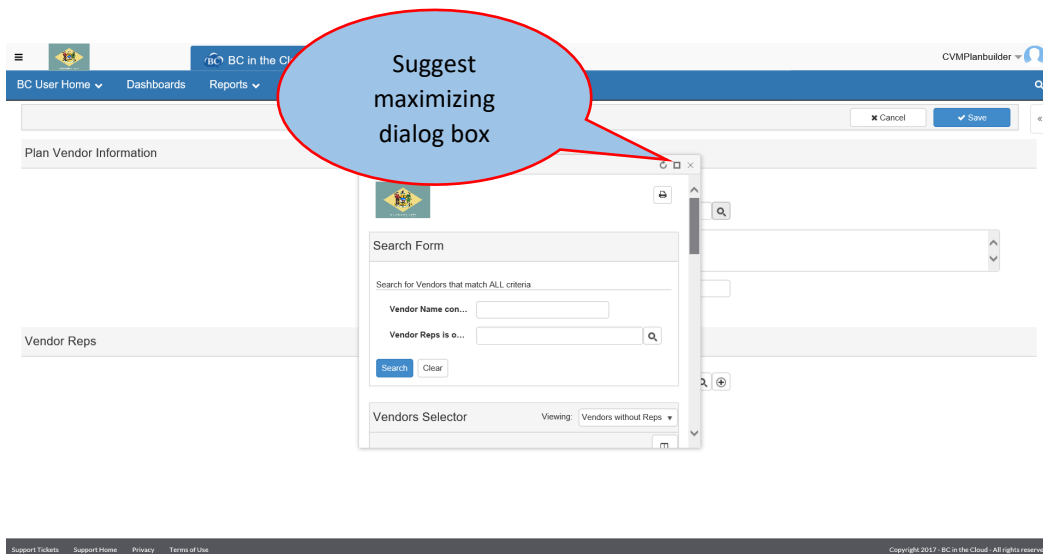 Suggest
maximizing
dialog box
BC in the
CVMPlanbuilder
BC User Home
Dashboards
Reports
Cancel
Save
Plan Vendor Information
Search Form
Search for Vendors that match ALL criteria
Vendor Name con...
Vendor Reps is o...
Search
Clear
Vendor Reps
Vendors Selector
Viewing:
Vendors without Reps
Support Tickets
Support Home
Privacy
Terms of Use
Copyright 2017 - BC in the Cloud - All rights reserve